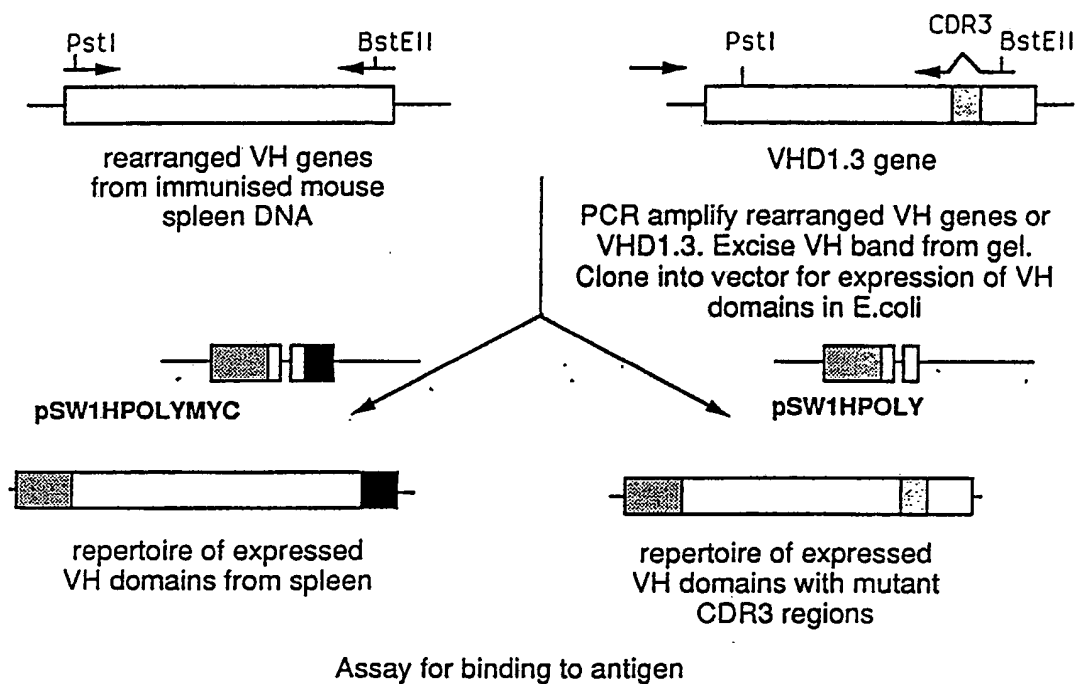 PstI
BstEII
rearranged VH genes
from immunised mouse
spleen DNA
PstI
CDR3
BstEII
VHD1.3 gene
PCR amplify rearranged VH genes or
VHD1.3. Excise VH band from gel.
Clone into vector for expression of VH
domains in E.coli
pSW1HPOLYMYC
pSW1HPOLY
repertoire of expressed
VH domains from spleen
repertoire of expressed
VH domains with mutant
CDR3 regions
Assay for binding to antigen